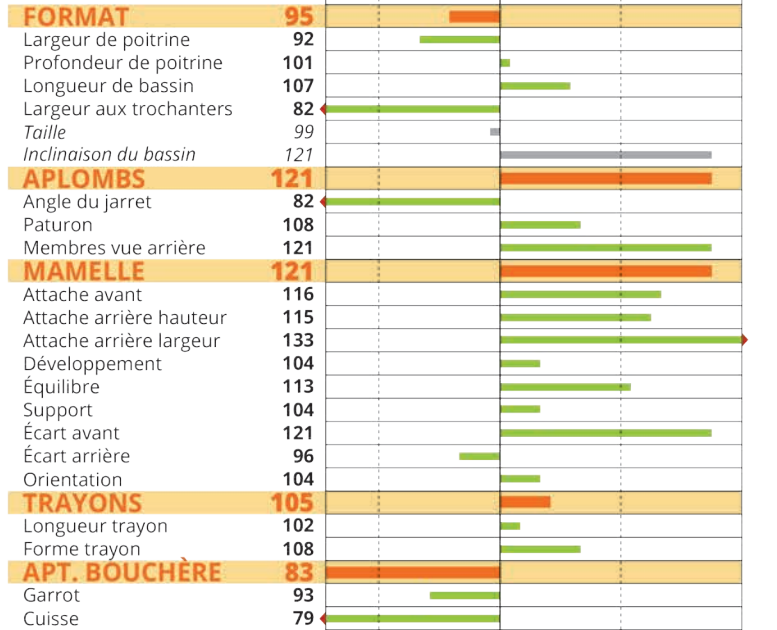 FORMAT 95
Largeur de poitrine 92
Profondeur de poitrine 101
Longueur de bassin 107
Largeur aux trochanters 82
Taille 99
Inclinaison du bassin 121
APLOMBS 121
Angle du jarret 82
Paturon 108
Membres vue arrière 121
MAMELLE 121
Attache avant 116
Attache arrière hauteur 115
Attache arrière largeur 133
Développement 104
Équilibre 113
Support 104
Écart avant 121
Écart arrière 96
Orientation 104
TRAYONS 105
Longueur trayon 102
Forme trayon 108
APT. BOUCHÈRE 83
Garrot 93
Cuisse 79